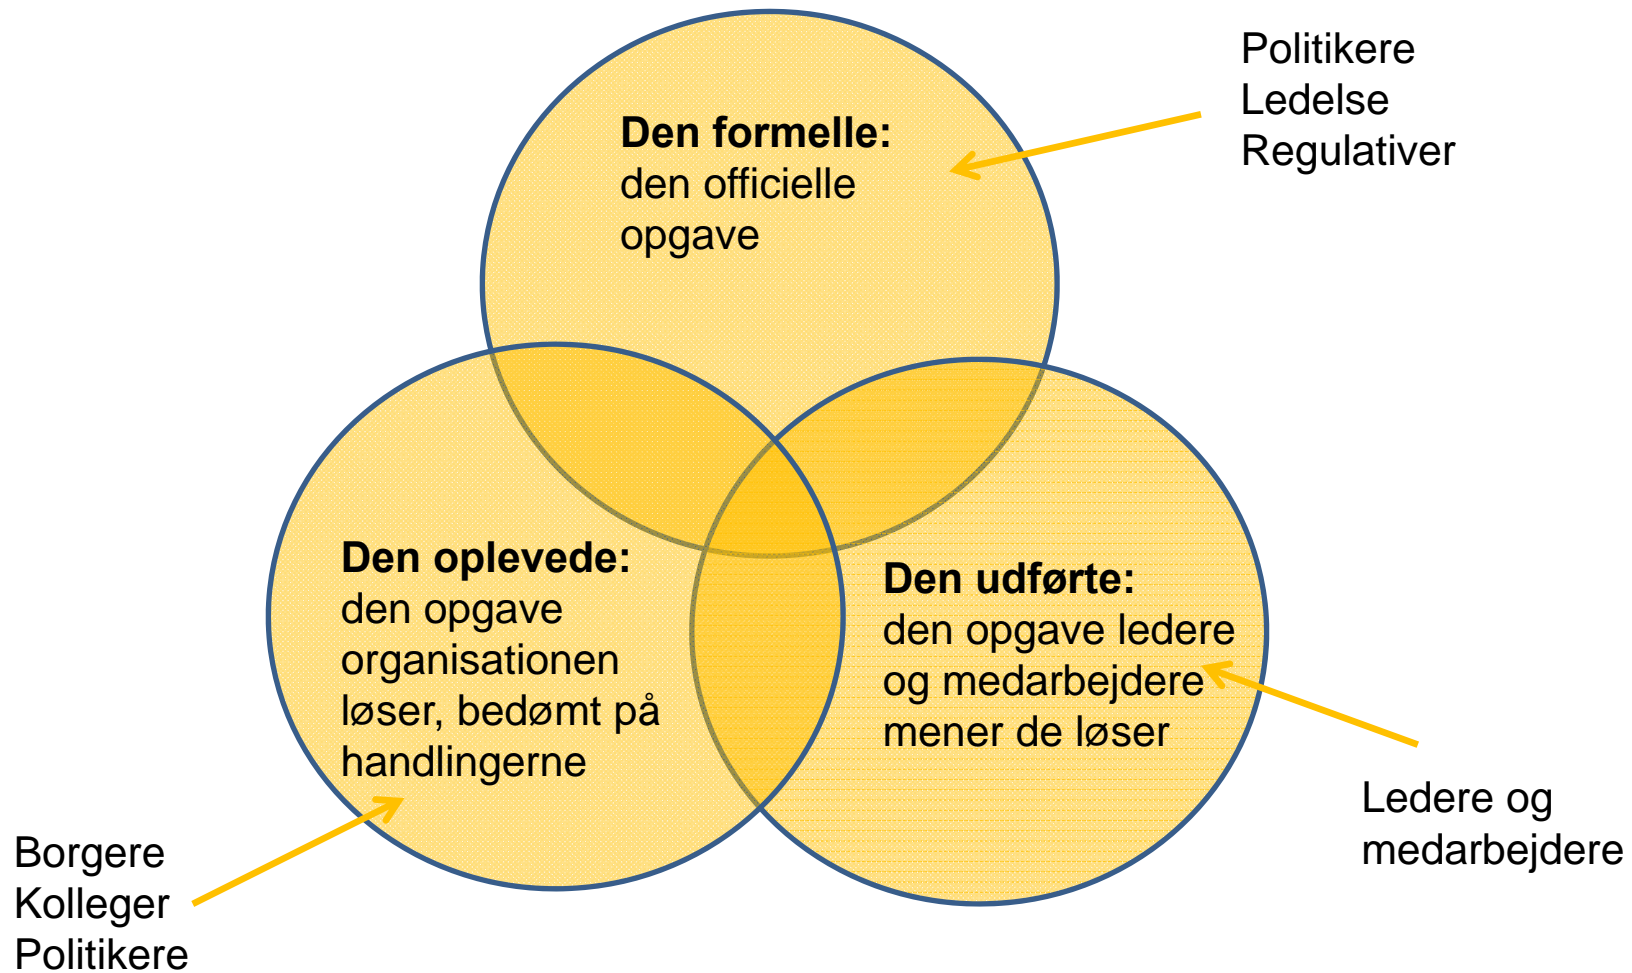 Politikere
Ledelse
Regulativer
Den formelle:
den officielle
opgave
Den oplevede:
den opgave
organisationen
løser, bedømt på
handlingerne
Den udførte:
den opgave ledere
og medarbejdere
mener de løser
Ledere og
medarbejdere
Borgere
Kolleger
Politikere